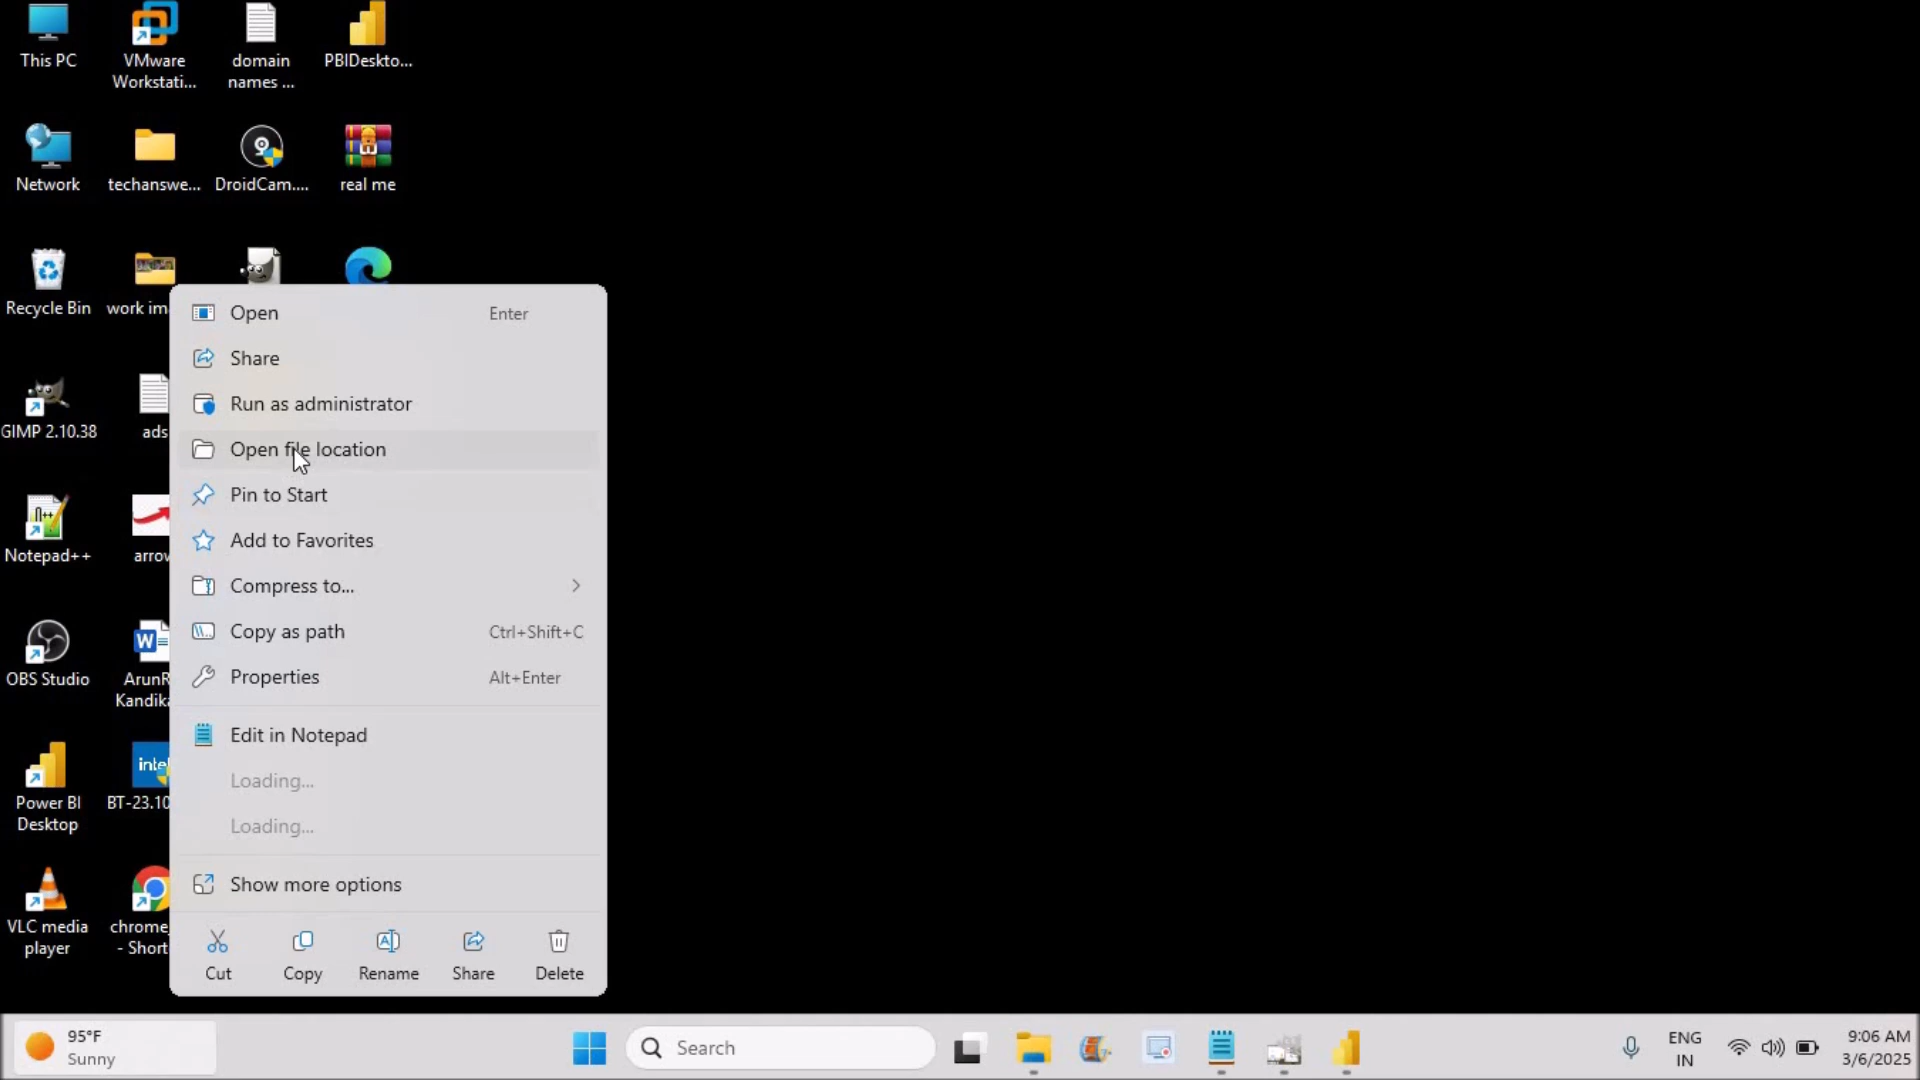 This PC
VMware
Workstati...
domain
names ...
PBIDeskto...
Network
techanswe...
DroidCam....
real me
Recycle Bin
work im
GIMP 2.10.38
ads
Notepad++
arrov
OBS Studio
ArunR
Kandika
Power BI
Desktop
intel
BT-23.10
VLC media
player
chrome
- Short
Open Enter
Share
Run as administrator
Open file location
Pin to Start
Add to Favorites
Compress to...
Copy as path Ctrl+Shift+C
Properties Alt+Enter
Edit in Notepad
Loading...
Loading...
Show more options
Cut Copy Rename Share Delete
95°F
Sunny
Search
ENG
IN
9:06 AM
3/6/2025